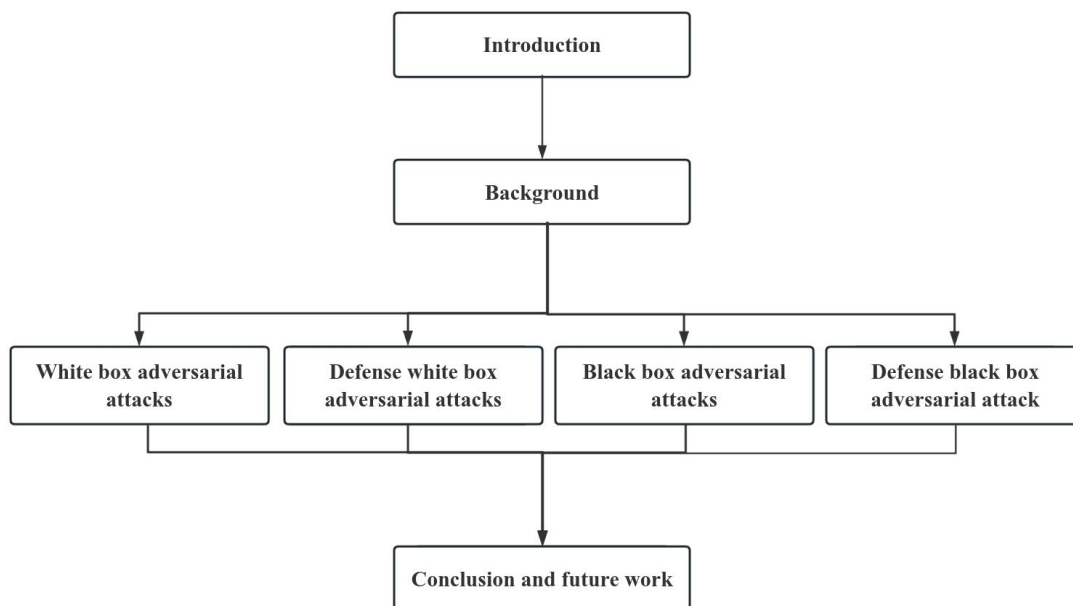 Introduction
Background
White box adversarial
attacks
Defense white box
adversarial attacks
Black box adversarial
attacks
Defense black box
adversarial attack
Conclusion and future work